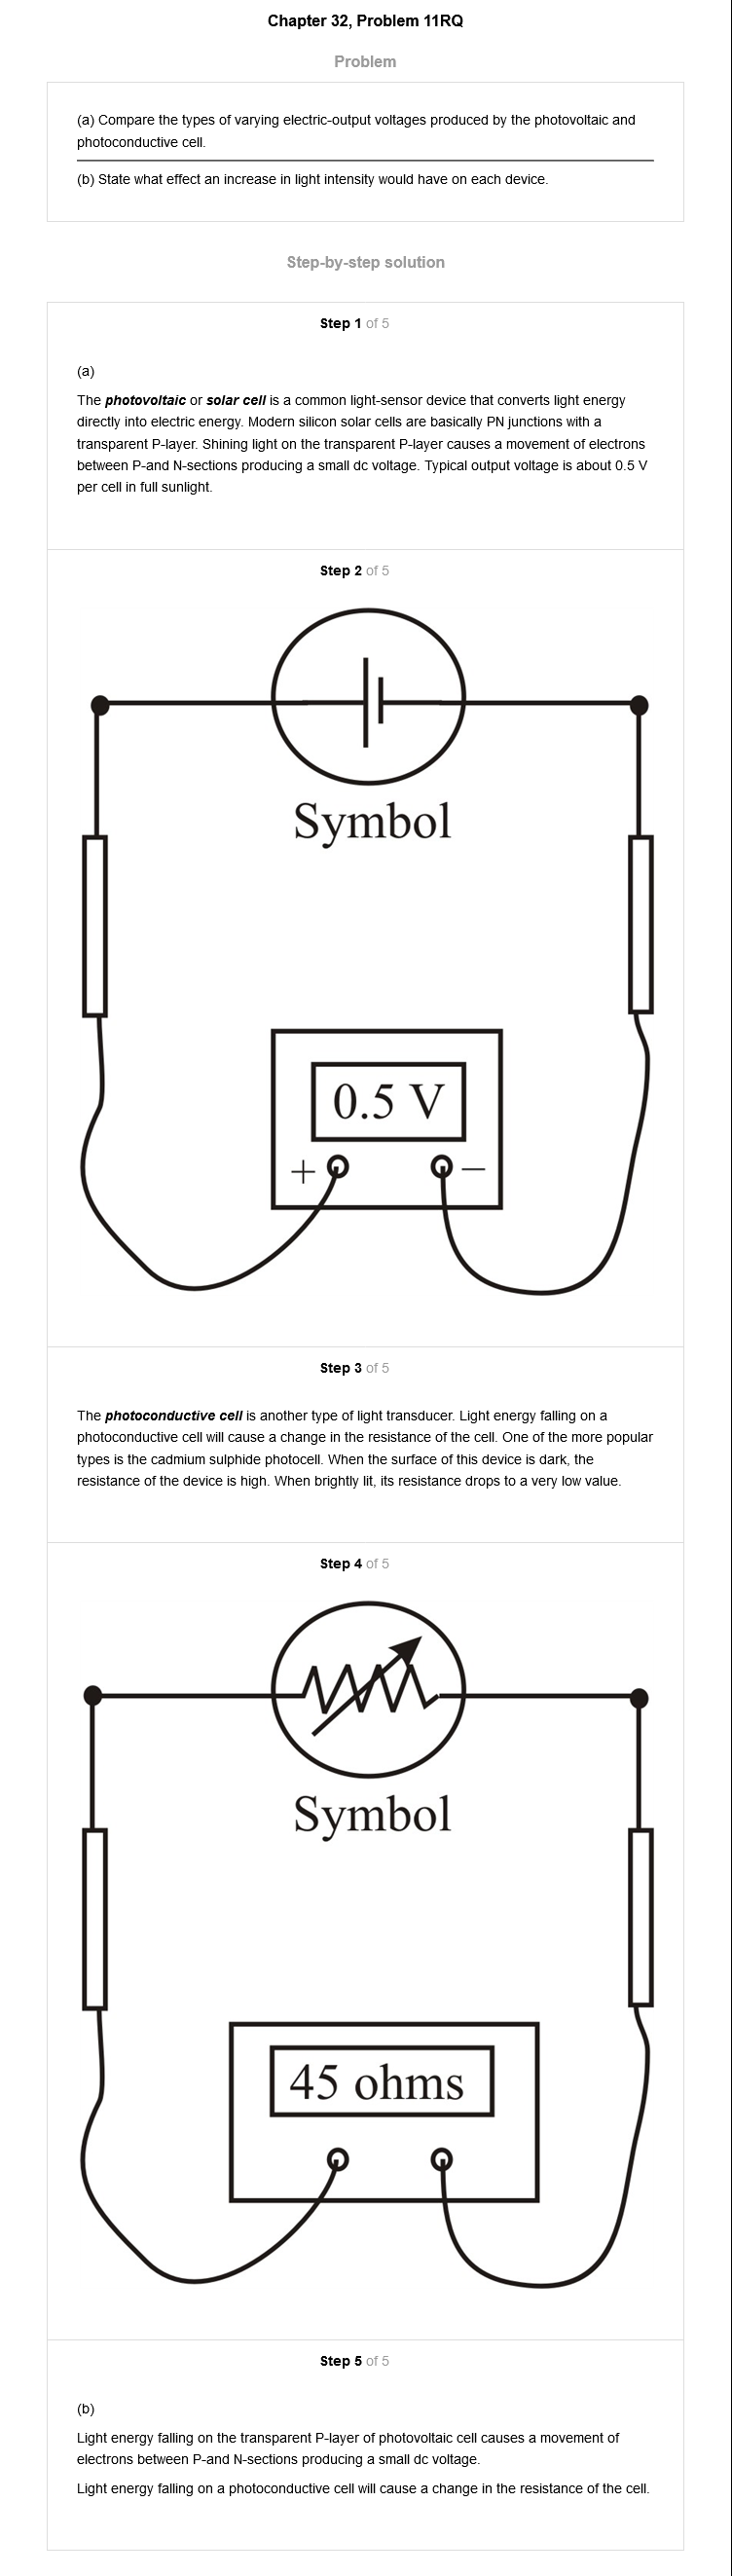 Chapter 32, Problem 11RQ
Problem
(a) Compare the types of varying electric-output voltages produced by the photovoltaic and
photoconductive cell.
(b) State what effect an increase in light intensity would have on each device.
Step-by-step solution
Step 1 of 5
(a)
The photovoltaic or solar cell is a common light-sensor device that converts light energy
directly into electric energy. Modern silicon solar cells are basically PN junctions with a
transparent P-layer. Shining light on the transparent P-layer causes a movement of electrons
between P-and N-sections producing a small dc voltage. Typical output voltage is about 0.5 V
per cell in full sunlight.
Step 2 of 5
Symbol
0.5 V
+ −
Step 3 of 5
The photoconductive cell is another type of light transducer. Light energy falling on a
photoconductive cell will cause a change in the resistance of the cell. One of the more popular
types is the cadmium sulphide photocell. When the surface of this device is dark, the
resistance of the device is high. When brightly lit, its resistance drops to a very low value.
Step 4 of 5
Symbol
45 ohms
Step 5 of 5
(b)
Light energy falling on the transparent P-layer of photovoltaic cell causes a movement of
electrons between P-and N-sections producing a small dc voltage.
Light energy falling on a photoconductive cell will cause a change in the resistance of the cell.